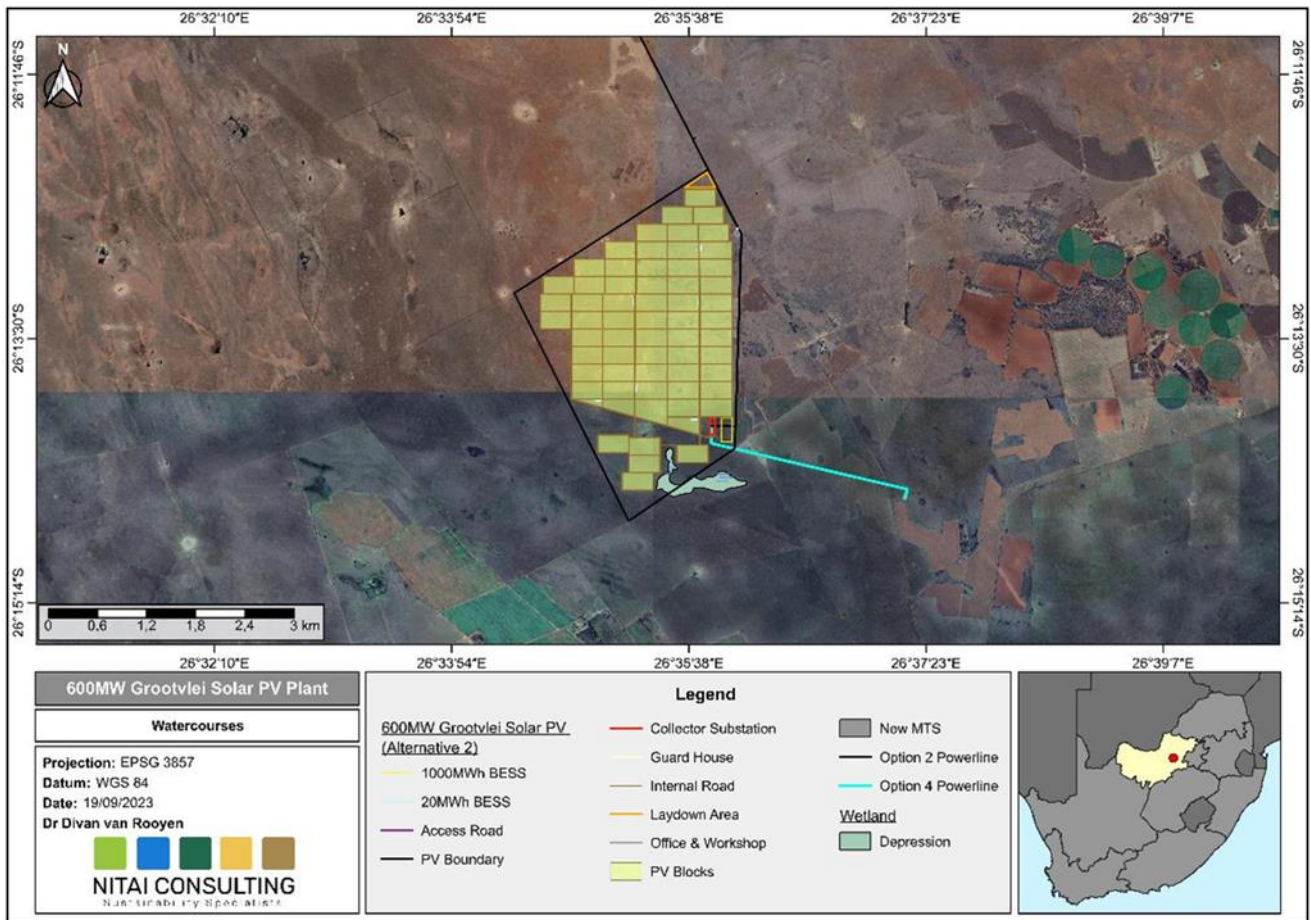 26°32'10"E 26°33'54"E 26°35'38"E 26°37'23"E 26°39'7"E
26°11'46"S 26°11'46"S
N
26°13'30"S 26°13'30"S
26°15'14"S 26°15'14"S
0 0,6 1,2 1,8 2,4 3 km
26°32'10"E 26°33'54"E 26°35'38"E 26°37'23"E 26°39'7"E
600MW Grootvlei Solar PV Plant
Watercourses
Projection: EPSG 3857
Datum: WGS 84
Date: 19/09/2023
Dr Divan van Rooyen
NITAI CONSULTING
Sustainability Specialists
Legend
600MW Grootvlei Solar PV
(Alternative 2)
1000MWh BESS
20MWh BESS
Access Road
PV Boundary
Collector Substation
Guard House
Internal Road
Laydown Area
Office & Workshop
PV Blocks
New MTS
Option 2 Powerline
Option 4 Powerline
Wetland
Depression